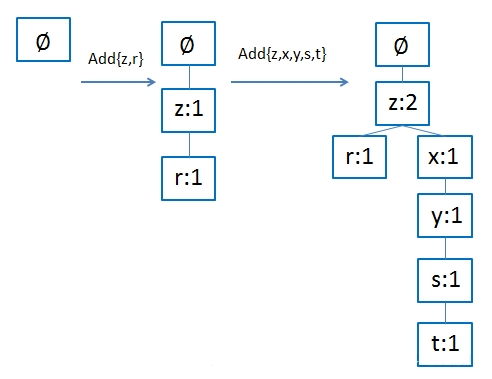 Ø
Add{z,r}
Ø
z:1
r:1
Add{z,x,y,s,t}
Ø
z:2
r:1
x:1
y:1
s:1
t:1